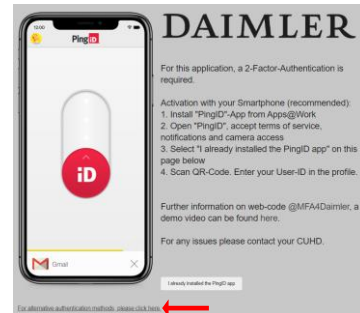 12:00
PingID
iD
Gmail
DAIMLER
For this application, a 2-Factor-Authentication is
required.
Activation with your Smartphone (recommended):
1. Install "PingID"-App from Apps@Work
2. Open "PingID", accept terms of service,
notifications and camera access
3. Select "I already installed the PingID app" on this
page below
4. Scan QR-Code. Enter your User-ID in the profile.
Further information on web-code @MFA4Daimler, a
demo video can be found here.
For any issues please contact your CUHD.
I already installed the PingID app
For alternative authentication methods, please click here.